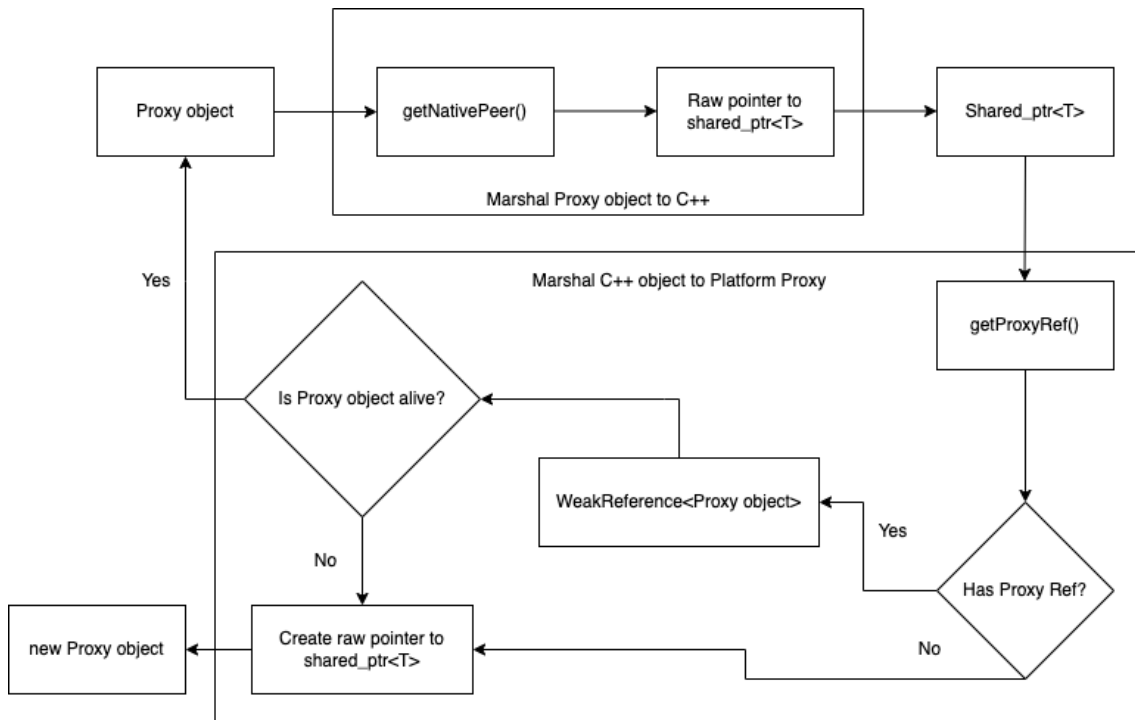 Proxy object
getNativePeer()
Raw pointer to
shared_ptr<T>
Shared_ptr<T>
Marshal Proxy object to C++
Yes
Marshal C++ object to Platform Proxy
getProxyRef()
Is Proxy object alive?
WeakReference<Proxy object>
Yes
No
Has Proxy Ref?
new Proxy object
Create raw pointer to
shared_ptr<T>
No